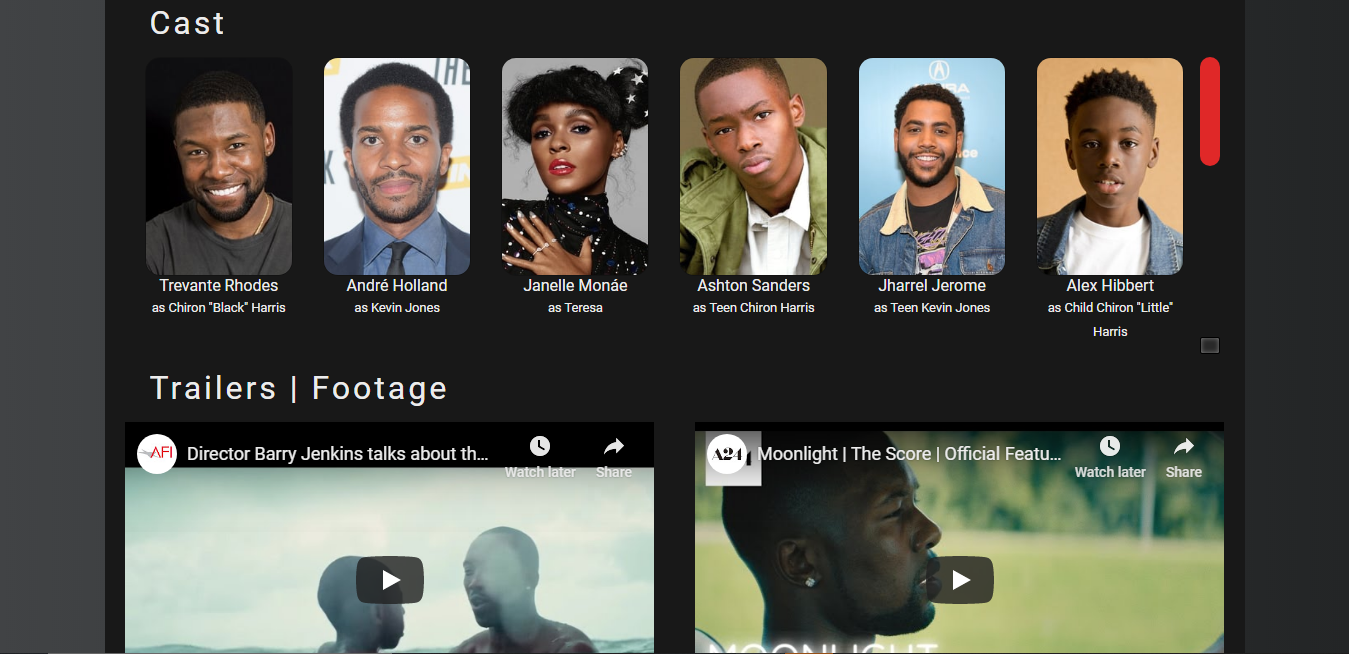 Cast
THE
Trevante Rhodes
André Holland
Janelle Monáe
Ashton Sanders
Jharrel Jerome
Alex Hibbert
as Chiron "Black" Harris
as Kevin Jones
as Teresa
as Teen Chiron Harris
as Teen Kevin Jones
as Child Chiron "Little"
Harris
Trailers | Footage
AFI
Director Barry Jenkins talks about th...
Watch later
Share
A24
Moonlight | The Score | Official Featu...
Watch later
Share
MOONLIGHT